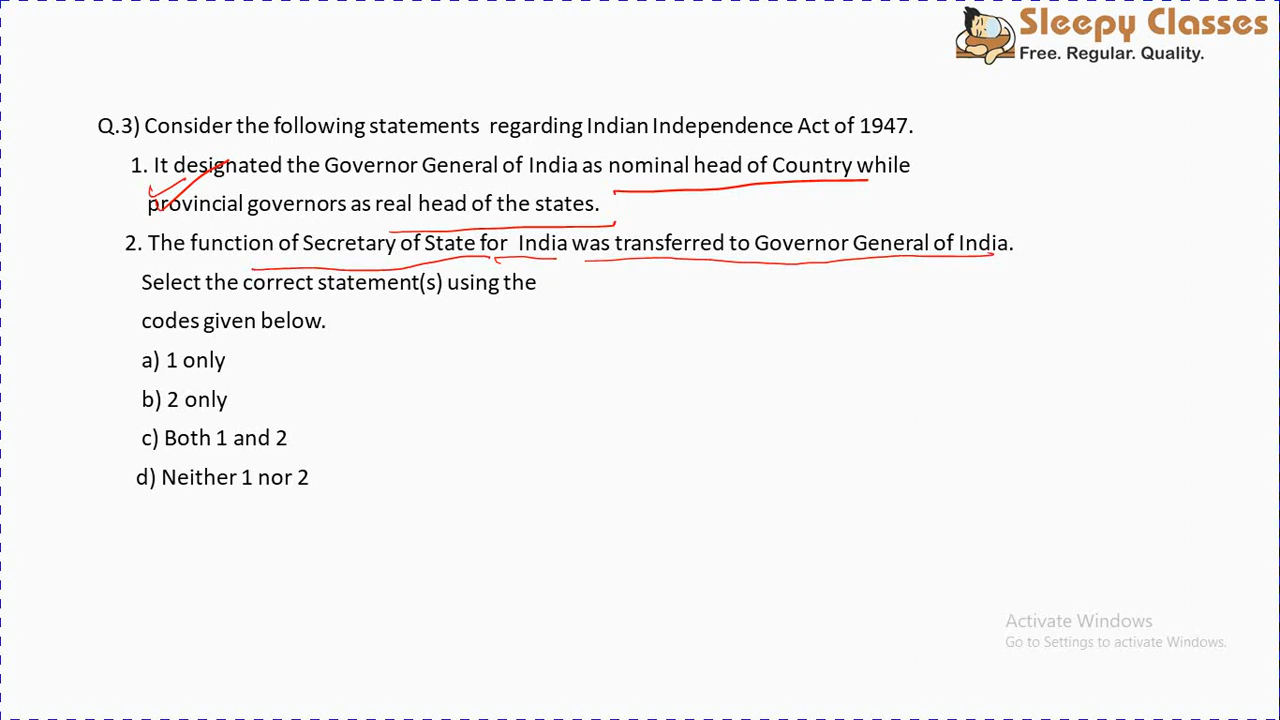 Sleepy Classes
Free. Regular. Quality.
Q.3) Consider the following statements regarding Indian Independence Act of 1947.
1. It designated the Governor General of India as nominal head of Country while
provincial governors as real head of the states.
2. The function of Secretary of State for India was transferred to Governor General of India.
Select the correct statement(s) using the
codes given below.
a) 1 only
b) 2 only
c) Both 1 and 2
d) Neither 1 nor 2
Activate Windows
Go to Settings to activate Windows.